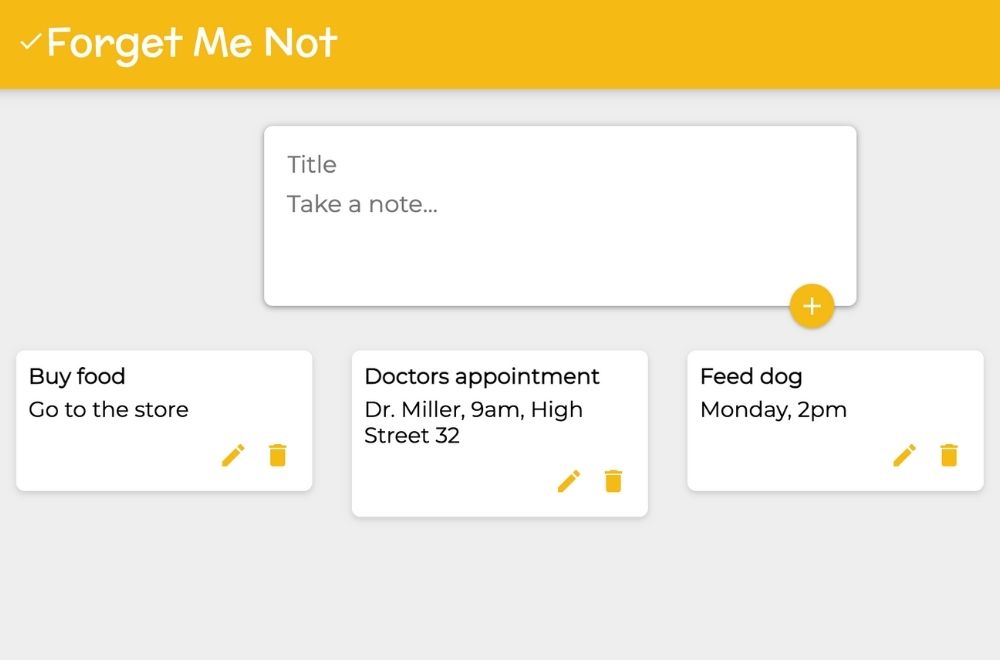 Forget Me Not
Title
Take a note...
Buy food
Go to the store
Doctors appointment
Dr. Miller, 9am, High
Street 32
Feed dog
Monday, 2pm